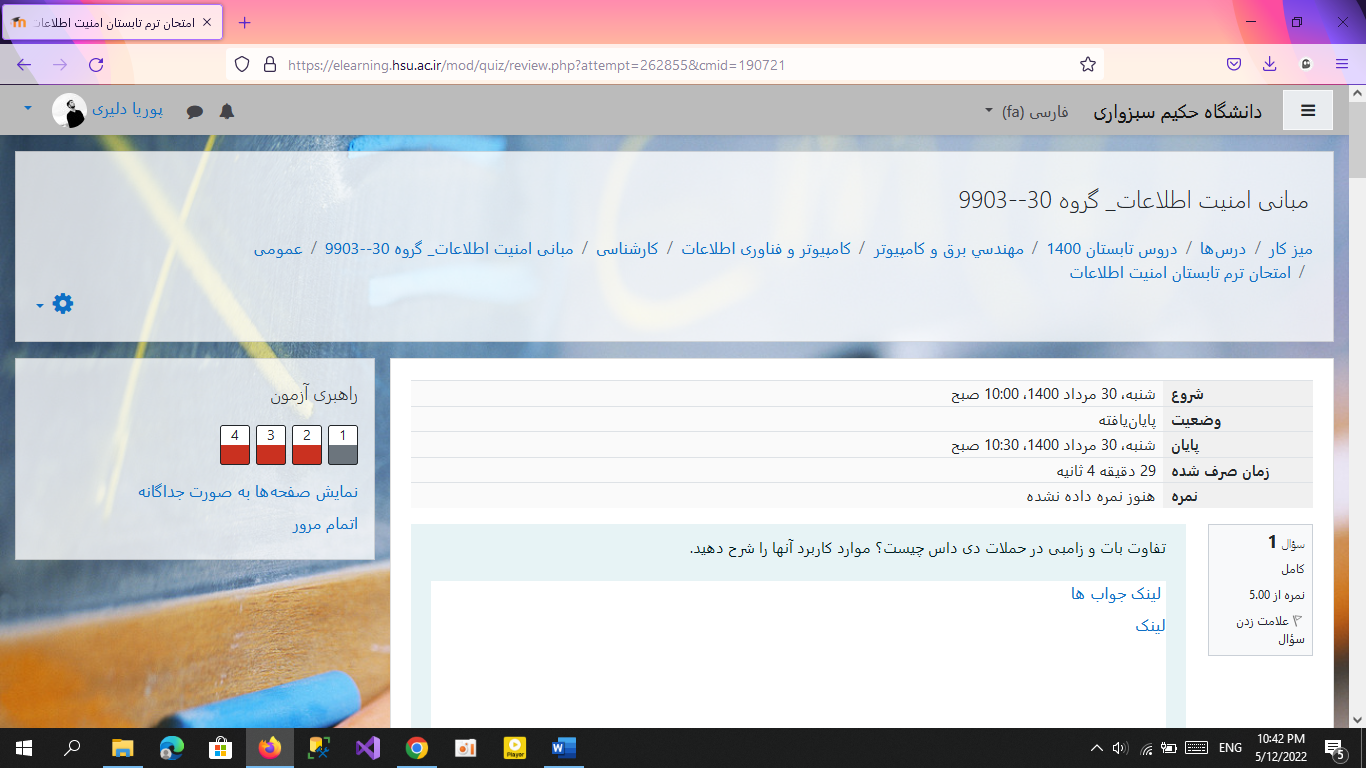 امتحان ترم تابستان امنیت اطلاعات
https://elearning.hsu.ac.ir/mod/quiz/review.php?attempt=262855&cmid=190721
دانشگاه حکیم سبزواری
فارسی ‎(fa)‎
پوریا دلیری
مبانی امنیت اطلاعات_ گروه 30--9903
میز کار / درس‌ها / دروس تابستان 1400 / مهندسي برق و کامپیوتر / کامپیوتر و فناوری اطلاعات / کارشناسی / مبانی امنیت اطلاعات_ گروه 30--9903 / عمومی
/ امتحان ترم تابستان امنیت اطلاعات
شروع شنبه، 30 مرداد 1400، 10:00 صبح
وضعیت پایان‌یافته
پایان شنبه، 30 مرداد 1400، 10:30 صبح
زمان صرف شده 29 دقیقه 4 ثانیه
نمره هنوز نمره داده نشده
سؤال 1
کامل
نمره از 5.00
علامت زدن
سؤال
تفاوت بات و زامبی در حملات دی داس چیست؟ موارد کاربرد آنها را شرح دهید.
لینک جواب ها
لینک
راهبری آزمون
1 2 3 4
نمایش صفحه‌ها به صورت جداگانه
اتمام مرور
Player
ENG
10:42 PM
5/12/2022
5